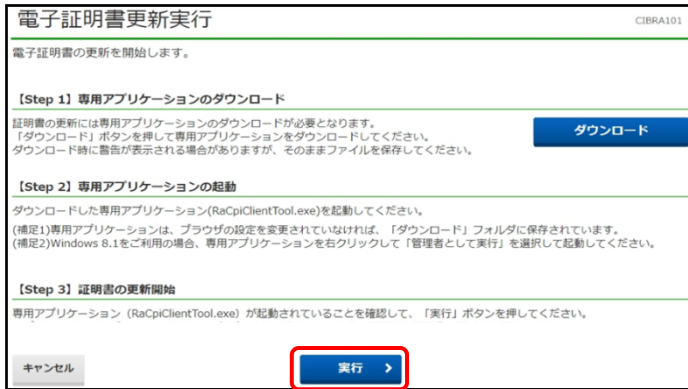 電子証明書更新実行
CIBRA101
電子証明書の更新を開始します。
【Step 1】専用アプリケーションのダウンロード
証明書の更新には専用アプリケーションのダウンロードが必要となります。
「ダウンロード」ボタンを押して専用アプリケーションをダウンロードしてください。
ダウンロード時に警告が表示される場合がありますが、そのままファイルを保存してください。
ダウンロード
【Step 2】専用アプリケーションの起動
ダウンロードした専用アプリケーション(RaCpiClientTool.exe)を起動してください。
(補足1)専用アプリケーションは、ブラウザの設定を変更されていなければ、「ダウンロード」フォルダに保存されています。
(補足2)Windows 8.1をご利用の場合、専用アプリケーションを右クリックして「管理者として実行」を選択して起動してください。
【Step 3】証明書の更新開始
専用アプリケーション（RaCpiClientTool.exe）が起動されていることを確認して、「実行」ボタンを押してください。
キャンセル
実行